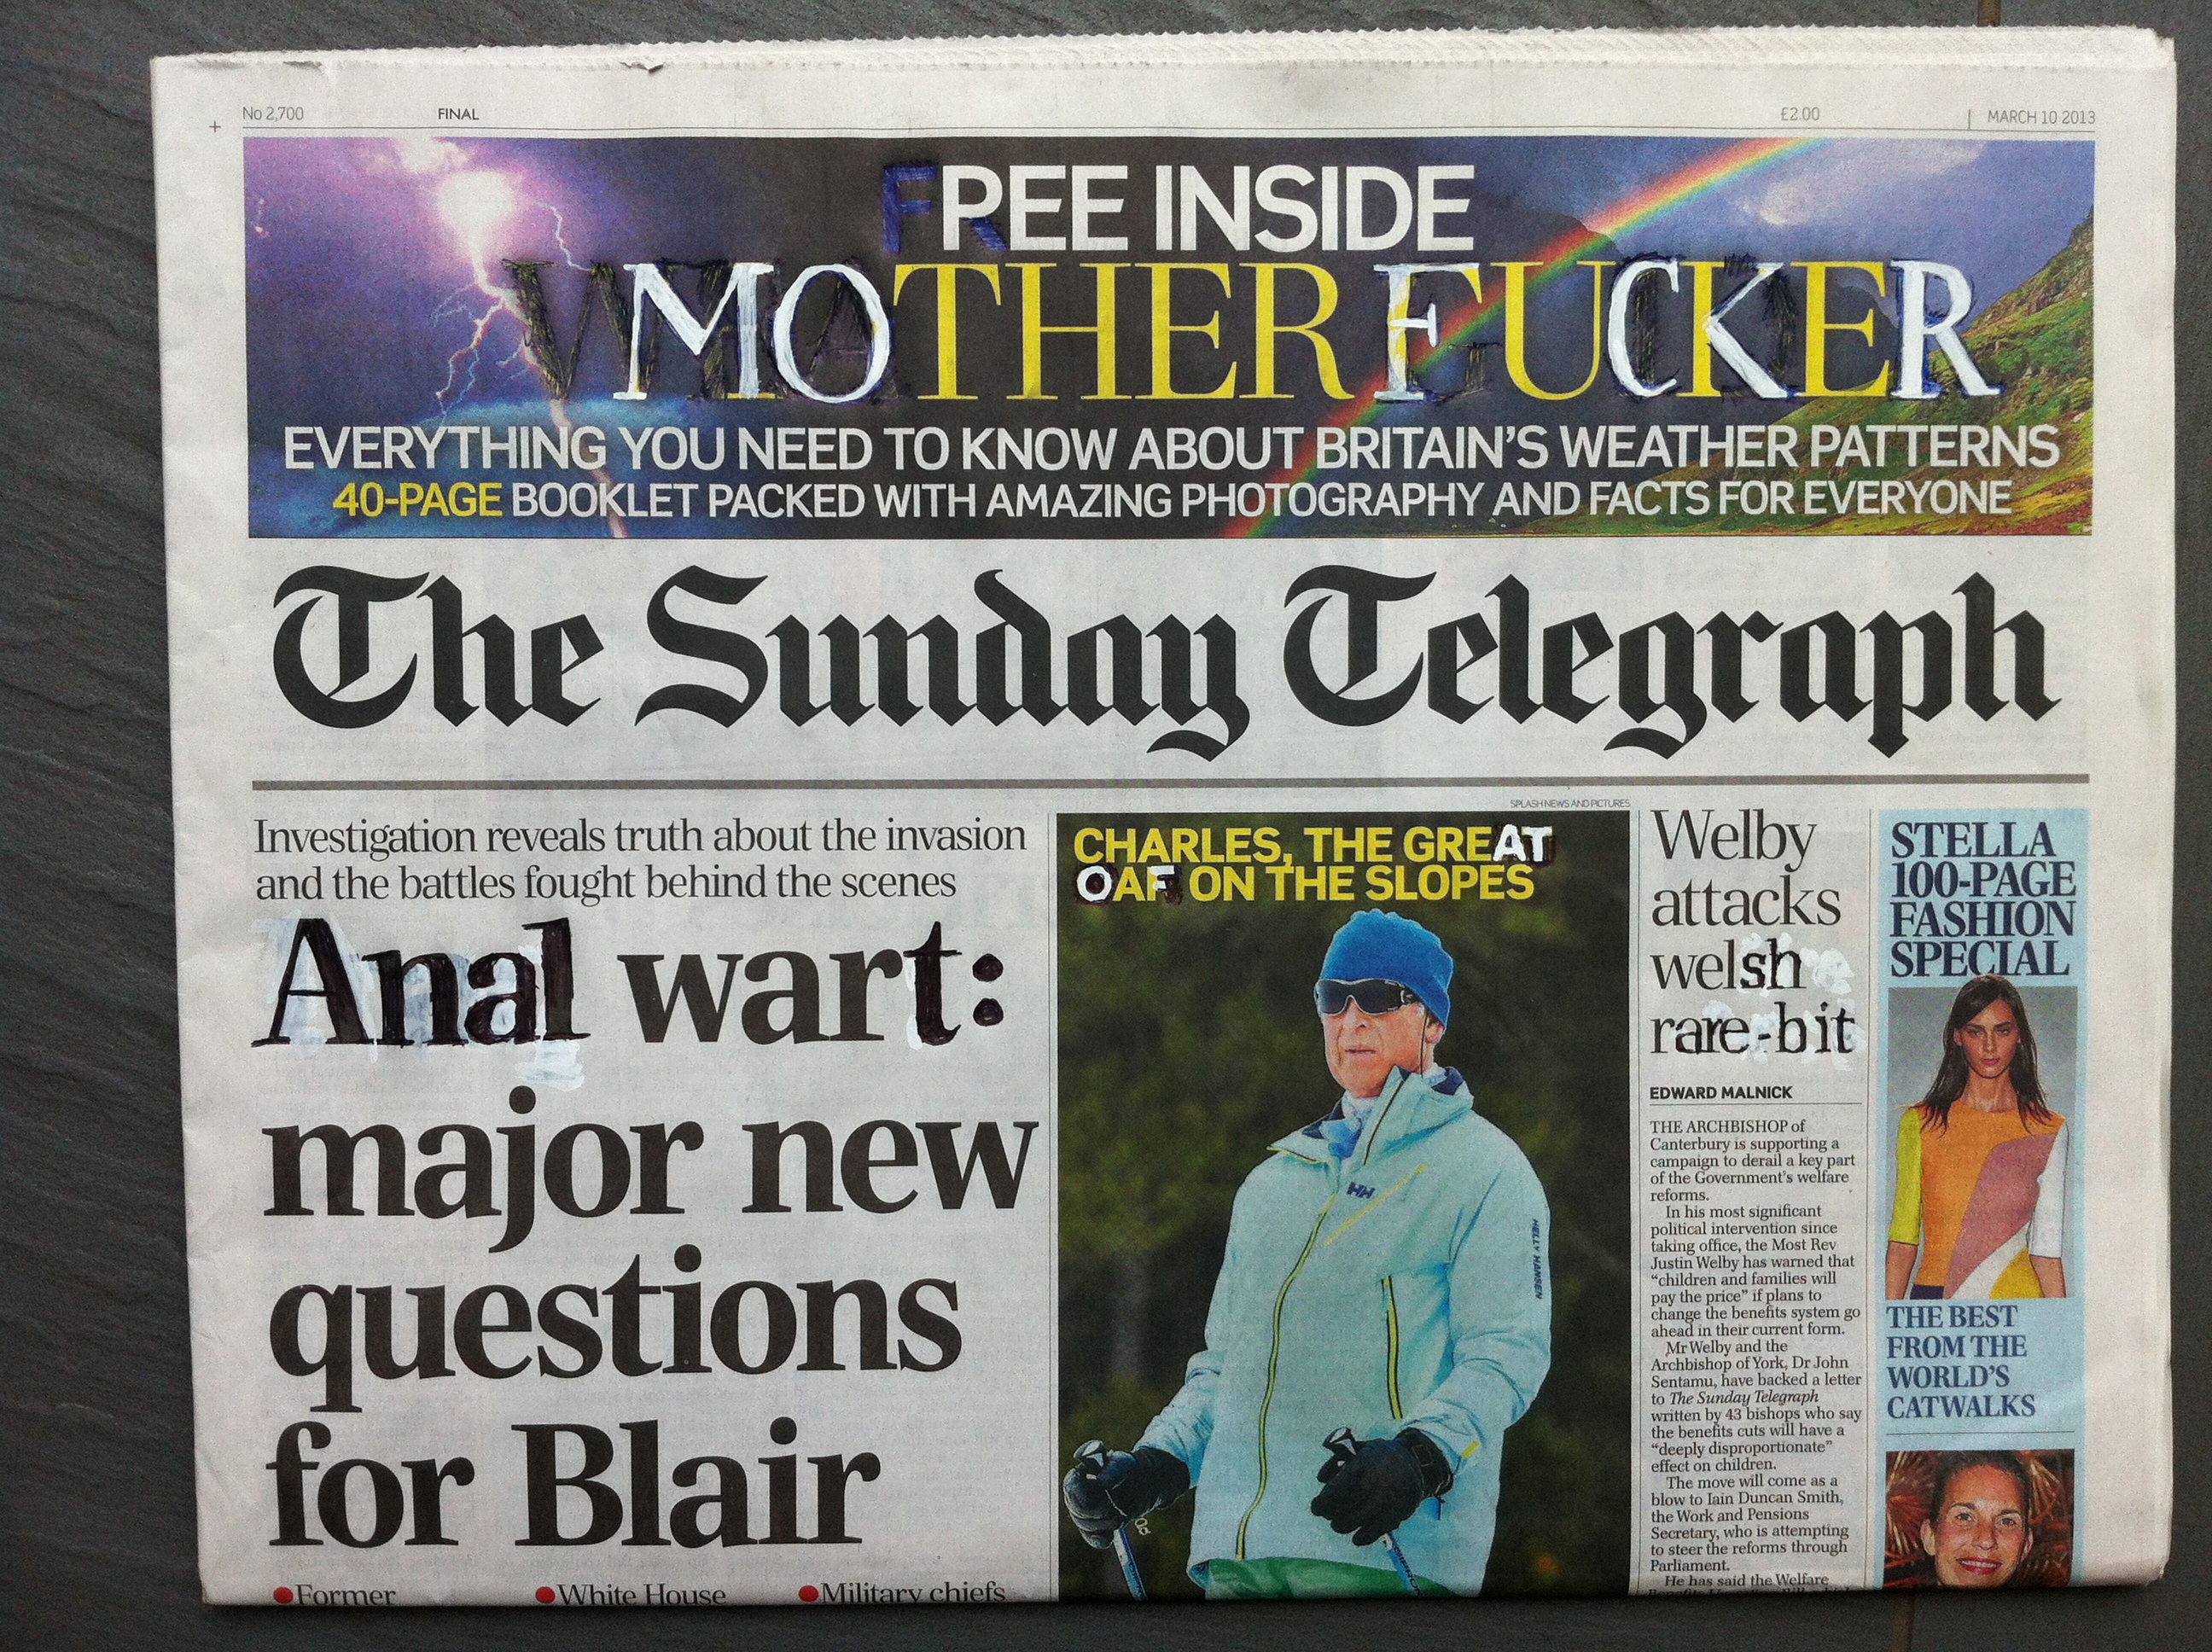 No 2,700 FINAL £2.00 MARCH 10 2013
PEE INSIDE
MOTHER FUCKER
EVERYTHING YOU NEED TO KNOW ABOUT BRITAIN'S WEATHER PATTERNS
40-PAGE BOOKLET PACKED WITH AMAZING PHOTOGRAPHY AND FACTS FOR EVERYONE
The Sunday Telegraph
Investigation reveals truth about the invasion
and the battles fought behind the scenes
Anal wart:
major new
questions
for Blair
Former
White House
Military chiefs
SPLASH NEWS AND PICTURES
CHARLES, THE GREAT
OAF ON THE SLOPES
HH
HELLY HANSEN
Welby
attacks
welsh
rare-bit
EDWARD MALNICK
THE ARCHBISHOP of
Canterbury is supporting a
campaign to derail a key part
of the Government's welfare
reforms.
In his most significant
political intervention since
taking office, the Most Rev
Justin Welby has warned that
"children and families will
pay the price" if plans to
change the benefits system go
ahead in their current form.
Mr Welby and the
Archbishop of York, Dr John
Sentamu, have backed a letter
to The Sunday Telegraph
written by 43 bishops who say
the benefits cuts will have a
"deeply disproportionate"
effect on children.
The move will come as a
blow to Iain Duncan Smith,
the Work and Pensions
Secretary, who is attempting
to steer the reforms through
Parliament.
He has said the Welfare
STELLA
100-PAGE
FASHION
SPECIAL
THE BEST
FROM THE
WORLD'S
CATWALKS